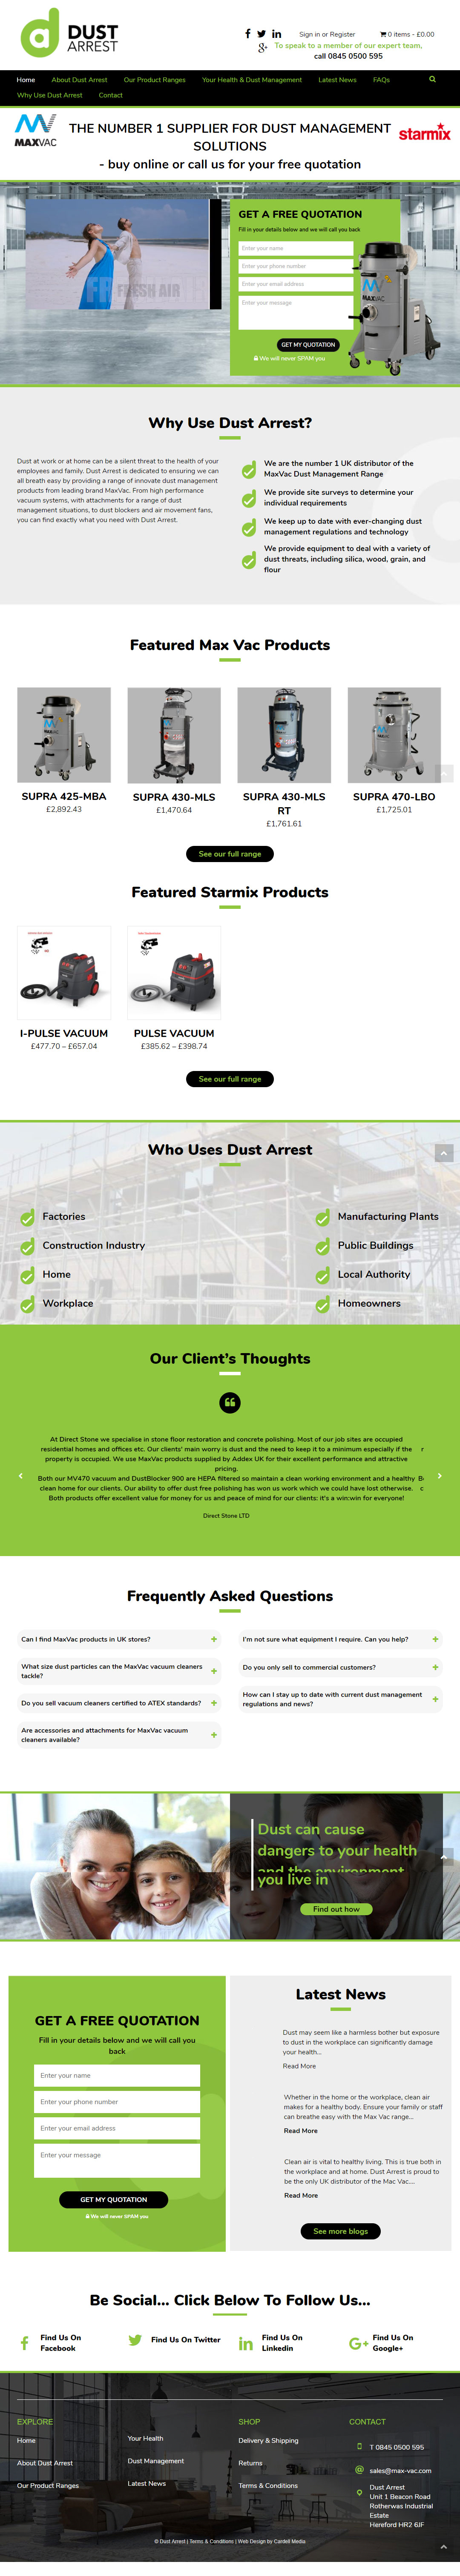 DUST
ARREST
Sign in or Register
0 items - £0.00
To speak to a member of our expert team,
call 0845 0500 595
Home
About Dust Arrest
Our Product Ranges
Your Health & Dust Management
Latest News
FAQs
Why Use Dust Arrest
Contact
MAXVAC
THE NUMBER 1 SUPPLIER FOR DUST MANAGEMENT
SOLUTIONS
- buy online or call us for your free quotation
starmix
FRESH AIR
GET A FREE QUOTATION
Fill in your details below and we will call you back
Enter your name
Enter your phone number
Enter your email address
Enter your message
GET MY QUOTATION
We will never SPAM you
MAXVAC
Why Use Dust Arrest?
Dust at work or at home can be a silent threat to the health of your
employees and family. Dust Arrest is dedicated to ensuring we can
all breath easy by providing a range of innovate dust management
products from leading brand MaxVac. From high performance
vacuum systems, with attachments for a range of dust
management situations, to dust blockers and air movement fans,
you can find exactly what you need with Dust Arrest.
We are the number 1 UK distributor of the
MaxVac Dust Management Range
We provide site surveys to determine your
individual requirements
We keep up to date with ever-changing dust
management regulations and technology
We provide equipment to deal with a variety of
dust threats, including silica, wood, grain, and
flour
Featured Max Vac Products
SUPRA 425-MBA
£2,892.43
SUPRA 430-MLS
£1,470.64
SUPRA 430-MLS
RT
£1,761.61
SUPRA 470-LBO
£1,725.01
See our full range
Featured Starmix Products
I-PULSE VACUUM
£477.70 – £657.04
PULSE VACUUM
£385.62 – £398.74
See our full range
Who Uses Dust Arrest
Factories
Construction Industry
Home
Workplace
Manufacturing Plants
Public Buildings
Local Authority
Homeowners
Our Client's Thoughts
At Direct Stone we specialise in stone floor restoration and concrete polishing. Most of our job sites are occupied
residential homes and offices etc. Our clients' main worry is dust and the need to keep it to a minimum especially if the
property is occupied. We use MaxVac products supplied by Addex UK for their excellent performance and attractive
pricing.
Both our MV470 vacuum and DustBlocker 900 are HEPA filtered so maintain a clean working environment and a healthy
clean home for our clients. Our ability to offer dust free polishing has won us work which we could have lost otherwise.
Both products offer excellent value for money for us and peace of mind for our clients: it's a win:win for everyone!
Direct Stone LTD
Frequently Asked Questions
Can I find MaxVac products in UK stores?
What size dust particles can the MaxVac vacuum cleaners
tackle?
Do you sell vacuum cleaners certified to ATEX standards?
Are accessories and attachments for MaxVac vacuum
cleaners available?
I'm not sure what equipment I require. Can you help?
Do you only sell to commercial customers?
How can I stay up to date with current dust management
regulations and news?
Dust can cause
dangers to your health
and the environment
you live in
Find out how
GET A FREE QUOTATION
Fill in your details below and we will call you
back
Enter your name
Enter your phone number
Enter your email address
Enter your message
GET MY QUOTATION
We will never SPAM you
Latest News
Dust may seem like a harmless bother but exposure
to dust in the workplace can significantly damage
your health...
Read More
Whether in the home or the workplace, clean air
makes for a healthy body. Ensure your family or staff
can breathe easy with the Max Vac range...
Read More
Clean air is vital to healthy living. This is true both in
the workplace and at home. Dust Arrest is proud to
be the only UK distributor of the Mac Vac....
Read More
See more blogs
Be Social... Click Below To Follow Us...
Find Us On
Facebook
Find Us On Twitter
Find Us On
Linkedin
Find Us On
Google+
EXPLORE
Home
About Dust Arrest
Our Product Ranges
Your Health
Dust Management
Latest News
SHOP
Delivery & Shipping
Returns
Terms & Conditions
CONTACT
T 0845 0500 595
sales@max-vac.com
Dust Arrest
Unit 1 Beacon Road
Rotherwas Industrial
Estate
Hereford HR2 6JF
© Dust Arrest | Terms & Conditions | Web Design by Cardell Media